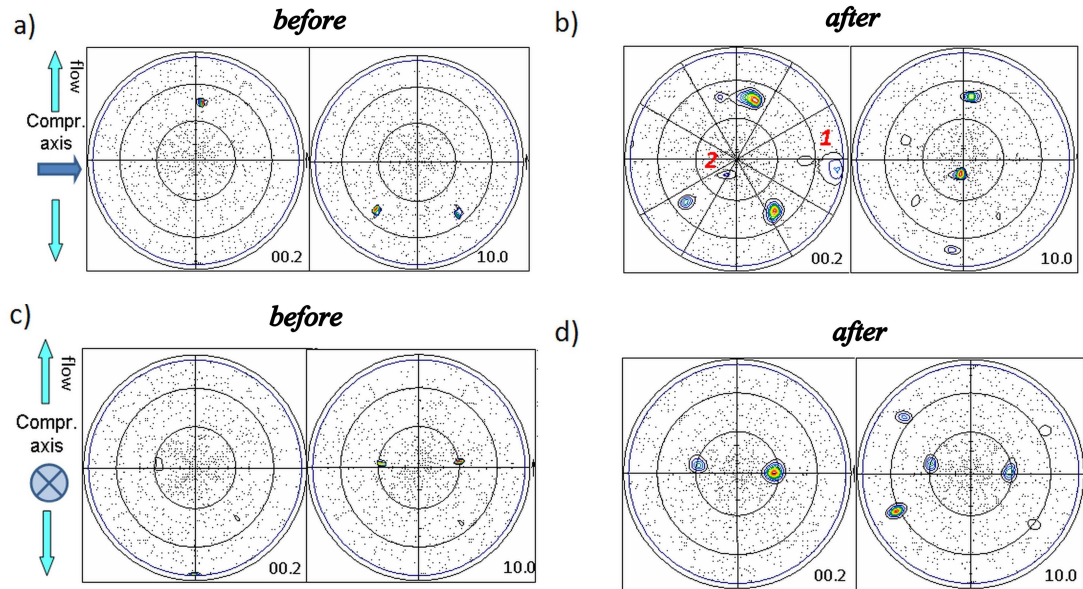 a)
before
flow
Compr.
axis
00.2
10.0
b)
after
1
2
00.2
10.0
c)
before
flow
Compr.
axis
00.2
10.0
d)
after
00.2
10.0